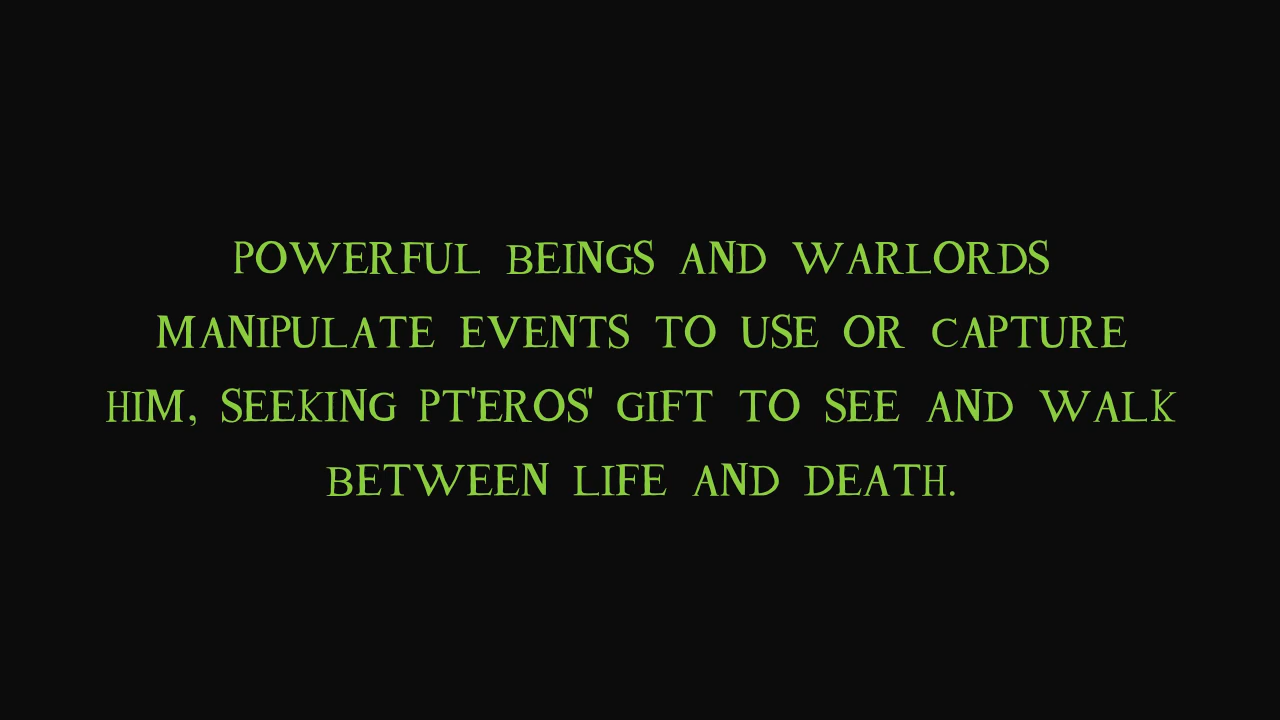 POWERFUL BEINGS AND WARLORDS
MANIPULATE EVENTS TO USE OR CAPTURE
HIM, SEEKING PT'EROS' GIFT TO SEE AND WALK
BETWEEN LIFE AND DEATH.